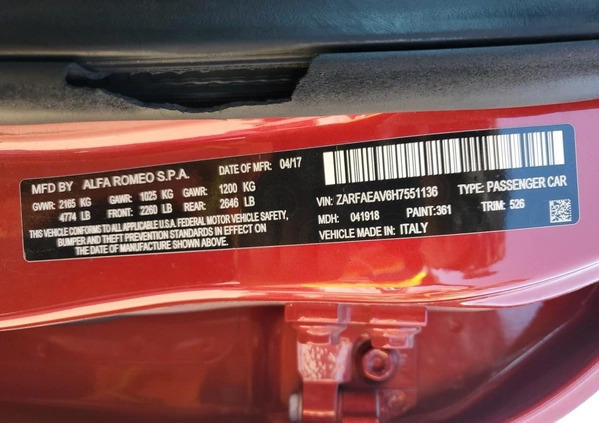 MFD BY ALFA ROMEO S.P.A. DATE OF MFR: 04/17
GVWR: 2165 KG GAWR: 1025 KG GAWR: 1200 KG
4774 LB FRONT: 2260 LB REAR: 2646 LB
THIS VEHICLE CONFORMS TO ALL APPLICABLE U.S.A. FEDERAL MOTOR VEHICLE SAFETY,
BUMPER AND THEFT PREVENTION STANDARDS IN EFFECT ON
THE DATE OF MANUFACTURE SHOWN ABOVE.
VIN: ZARFAEAV6H7551136 TYPE: PASSENGER CAR
MDH: 041918 PAINT:361 TRIM: 526
VEHICLE MADE IN: ITALY